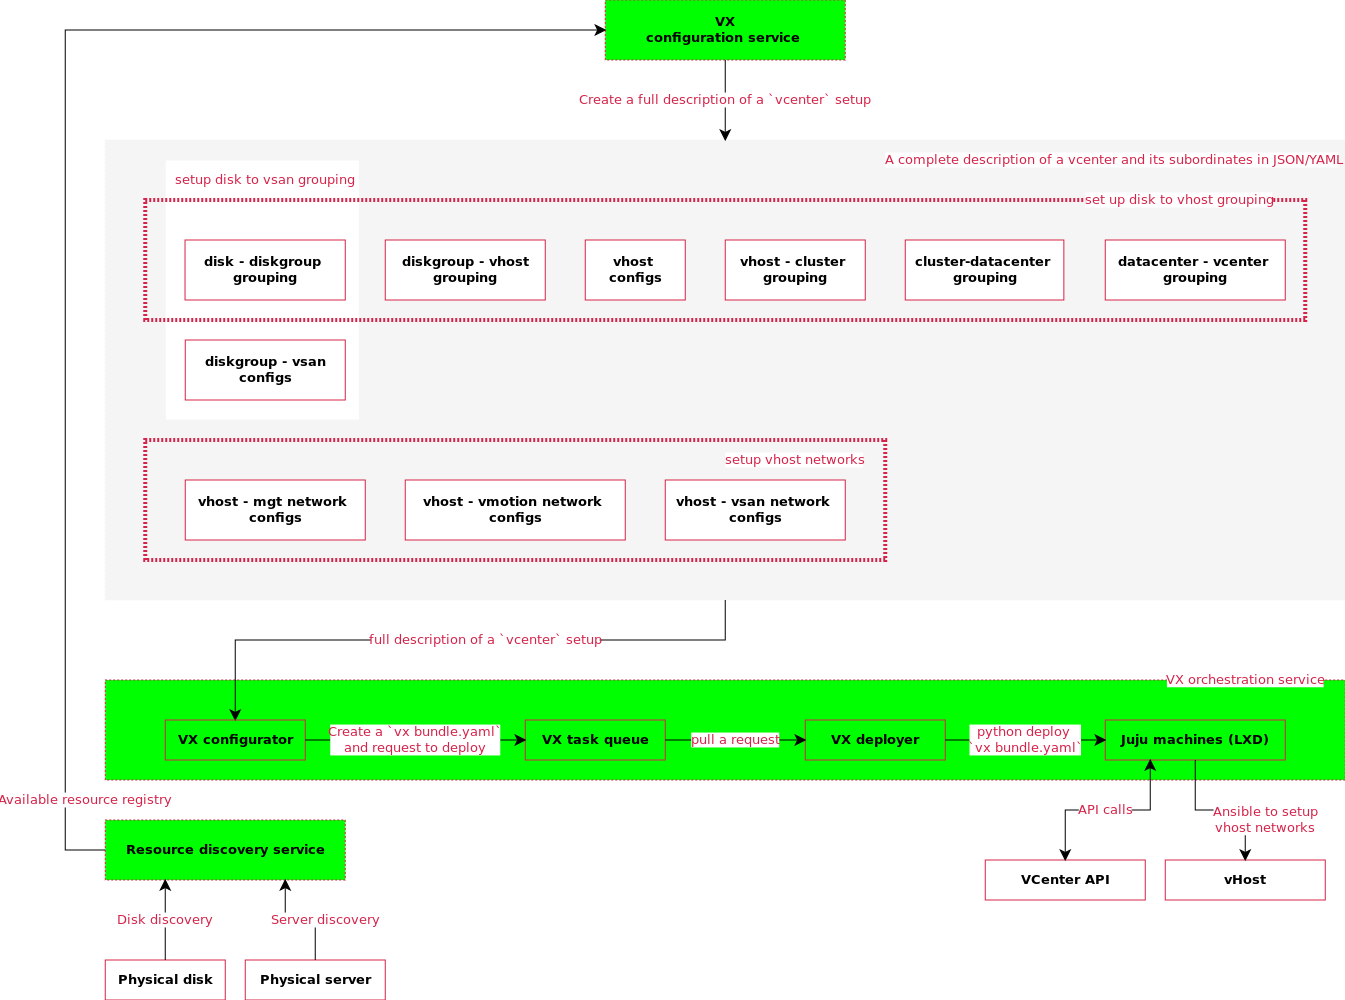 VX
configuration service
Create a full description of a `vcenter` setup
A complete description of a vcenter and its subordinates in JSON/YAML
setup disk to vsan grouping
set up disk to vhost grouping
disk - diskgroup
grouping
diskgroup - vhost
grouping
vhost
configs
vhost - cluster
grouping
cluster-datacenter
grouping
datacenter - vcenter
grouping
diskgroup - vsan
configs
setup vhost networks
vhost - mgt network
configs
vhost - vmotion network
configs
vhost - vsan network
configs
full description of a `vcenter` setup
VX orchestration service
VX configurator
Create a `vx bundle.yaml`
and request to deploy
VX task queue
pull a request
VX deployer
python deploy
`vx bundle.yaml`
Juju machines (LXD)
Available resource registry
API calls
Ansible to setup
vhost networks
Resource discovery service
VCenter API
vHost
Disk discovery
Server discovery
Physical disk
Physical server